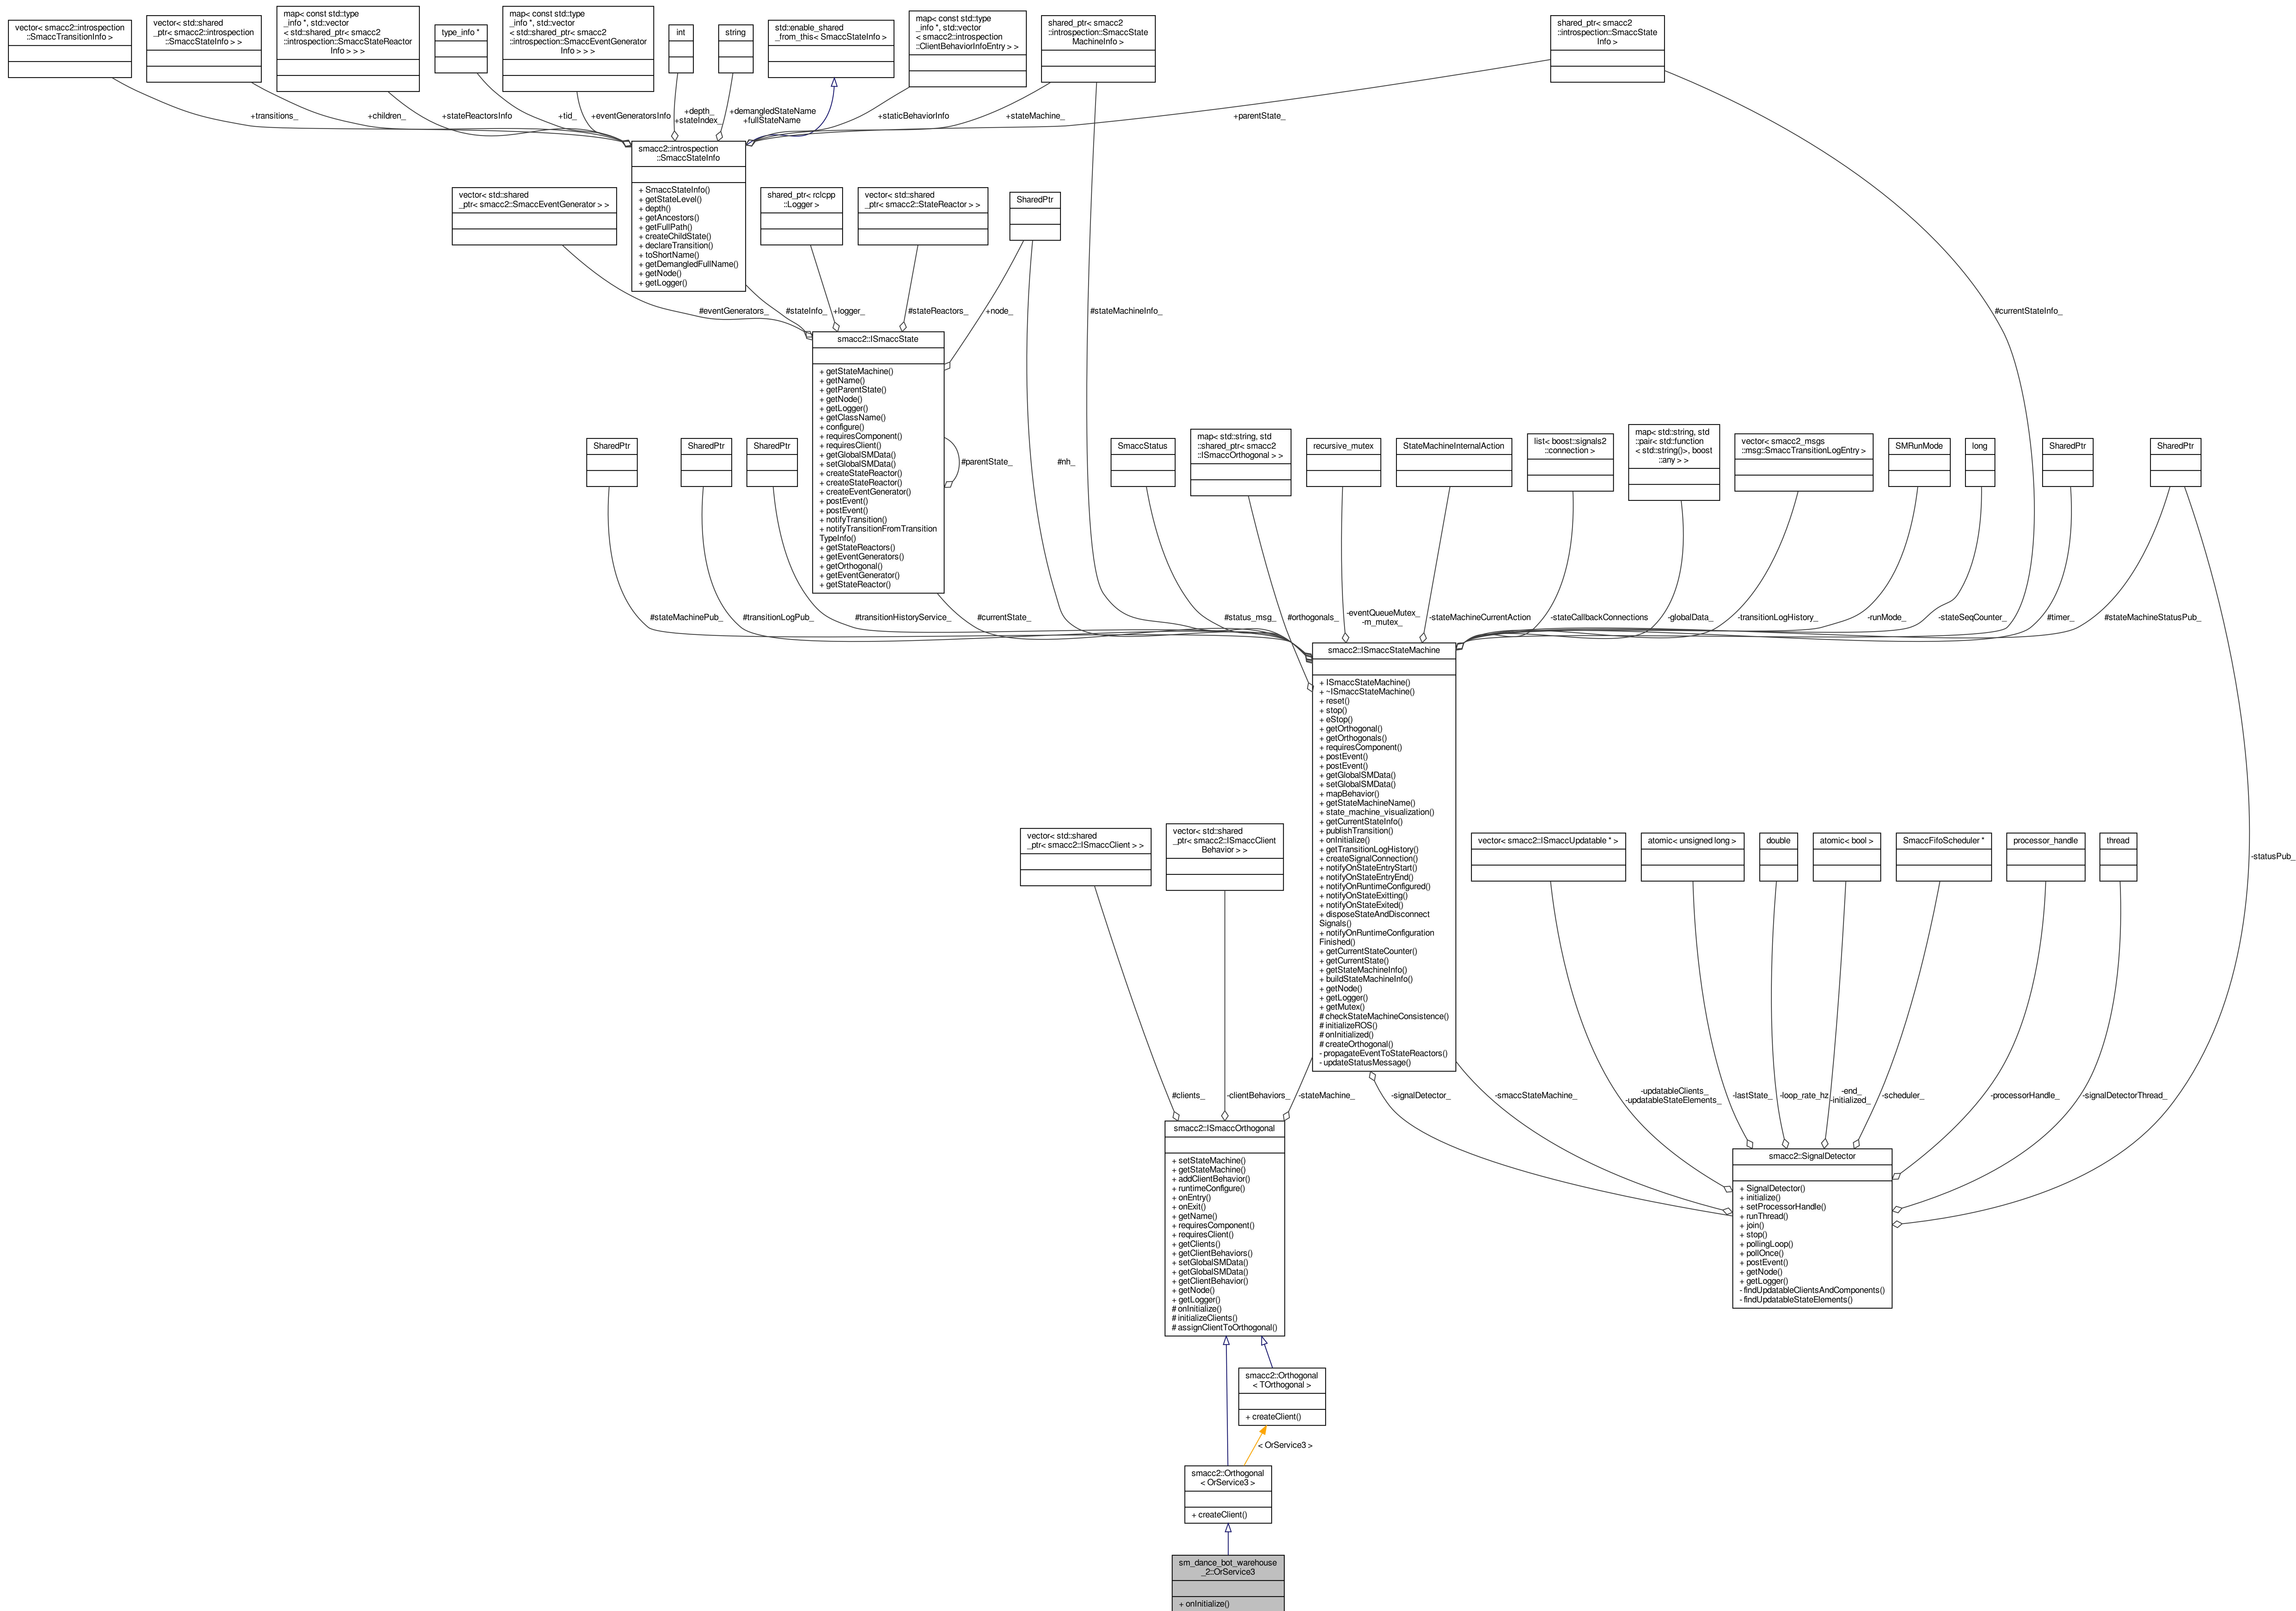 vector< smacc2::introspection
::SmaccTransitionInfo >
vector< std::shared
_ptr< smacc2::introspection
::SmaccStateInfo > >
map< const std::type
_info *, std::vector
< std::shared_ptr< smacc2
::introspection::SmaccStateReactor
Info > > >
type_info *
map< const std::type
_info *, std::vector
< std::shared_ptr< smacc2
::introspection::SmaccEventGenerator
Info > > >
int
string
std::enable_shared
_from_this< SmaccStateInfo >
map< const std::type
_info *, std::vector
< smacc2::introspection
::ClientBehaviorInfoEntry > >
shared_ptr< smacc2
::introspection::SmaccState
MachineInfo >
shared_ptr< smacc2
::introspection::SmaccState
Info >
+transitions_
+children_
+stateReactorsInfo
+tid_
+eventGeneratorsInfo
+depth_
+stateIndex_
+demangledStateName
+fullStateName
+staticBehaviorInfo
+stateMachine_
+parentState_
smacc2::introspection
::SmaccStateInfo
+ SmaccStateInfo()
+ getStateLevel()
+ depth()
+ getAncestors()
+ getFullPath()
+ createChildState()
+ declareTransition()
+ toShortName()
+ getDemangledFullName()
+ getNode()
+ getLogger()
vector< std::shared
_ptr< smacc2::SmaccEventGenerator > >
shared_ptr< rclcpp
::Logger >
vector< std::shared
_ptr< smacc2::StateReactor > >
SharedPtr
#eventGenerators_
#stateInfo_
+logger_
#stateReactors_
+node_
#stateMachineInfo_
#currentStateInfo_
smacc2::ISmaccState
+ getStateMachine()
+ getName()
+ getParentState()
+ getNode()
+ getLogger()
+ getClassName()
+ configure()
+ requiresComponent()
+ requiresClient()
+ getGlobalSMData()
+ setGlobalSMData()
+ createStateReactor()
+ createStateReactor()
+ createEventGenerator()
+ postEvent()
+ postEvent()
+ notifyTransition()
+ notifyTransitionFromTransition
TypeInfo()
+ getStateReactors()
+ getEventGenerators()
+ getOrthogonal()
+ getEventGenerator()
+ getStateReactor()
#parentState_
#nh_
SharedPtr
SharedPtr
SharedPtr
SmaccStatus
map< std::string, std
::shared_ptr< smacc2
::ISmaccOrthogonal > >
recursive_mutex
StateMachineInternalAction
list< boost::signals2
::connection >
map< std::string, std
::pair< std::function
< std::string()>, boost
::any > >
vector< smacc2_msgs
::msg::SmaccTransitionLogEntry >
SMRunMode
long
SharedPtr
SharedPtr
#stateMachinePub_
#transitionLogPub_
#transitionHistoryService_
#currentState_
#status_msg_
#orthogonals_
-eventQueueMutex_
-m_mutex_
-stateMachineCurrentAction
-stateCallbackConnections
-globalData_
-transitionLogHistory_
-runMode_
-stateSeqCounter_
#timer_
#stateMachineStatusPub_
smacc2::ISmaccStateMachine
+ ISmaccStateMachine()
+ ~ISmaccStateMachine()
+ reset()
+ stop()
+ eStop()
+ getOrthogonal()
+ getOrthogonals()
+ requiresComponent()
+ postEvent()
+ postEvent()
+ getGlobalSMData()
+ setGlobalSMData()
+ mapBehavior()
+ getStateMachineName()
+ state_machine_visualization()
+ getCurrentStateInfo()
+ publishTransition()
+ onInitialize()
+ getTransitionLogHistory()
+ createSignalConnection()
+ notifyOnStateEntryStart()
+ notifyOnStateEntryEnd()
+ notifyOnRuntimeConfigured()
+ notifyOnStateExitting()
+ notifyOnStateExited()
+ disposeStateAndDisconnect
Signals()
+ notifyOnRuntimeConfiguration
Finished()
+ getCurrentStateCounter()
+ getCurrentState()
+ getStateMachineInfo()
+ buildStateMachineInfo()
+ getNode()
+ getLogger()
+ getMutex()
# checkStateMachineConsistence()
# initializeROS()
# onInitialized()
# createOrthogonal()
- propagateEventToStateReactors()
- updateStatusMessage()
vector< std::shared
_ptr< smacc2::ISmaccClient > >
vector< std::shared
_ptr< smacc2::ISmaccClient
Behavior > >
vector< smacc2::ISmaccUpdatable * >
atomic< unsigned long >
double
atomic< bool >
SmaccFifoScheduler *
processor_handle
thread
-statusPub_
#clients_
-clientBehaviors_
-stateMachine_
-signalDetector_
-smaccStateMachine_
-updatableClients_
-updatableStateElements_
-lastState_
-loop_rate_hz
-end_
-initialized_
-scheduler_
-processorHandle_
-signalDetectorThread_
smacc2::ISmaccOrthogonal
+ setStateMachine()
+ getStateMachine()
+ addClientBehavior()
+ runtimeConfigure()
+ onEntry()
+ onExit()
+ getName()
+ requiresComponent()
+ requiresClient()
+ getClients()
+ getClientBehaviors()
+ setGlobalSMData()
+ getGlobalSMData()
+ getClientBehavior()
+ getNode()
+ getLogger()
# onInitialize()
# initializeClients()
# assignClientToOrthogonal()
smacc2::SignalDetector
+ SignalDetector()
+ initialize()
+ setProcessorHandle()
+ runThread()
+ join()
+ stop()
+ pollingLoop()
+ pollOnce()
+ postEvent()
+ getNode()
+ getLogger()
- findUpdatableClientsAndComponents()
- findUpdatableStateElements()
smacc2::Orthogonal
< TOrthogonal >
+ createClient()
< OrService3 >
smacc2::Orthogonal
< OrService3 >
+ createClient()
sm_dance_bot_warehouse
_2::OrService3
+ onInitialize()